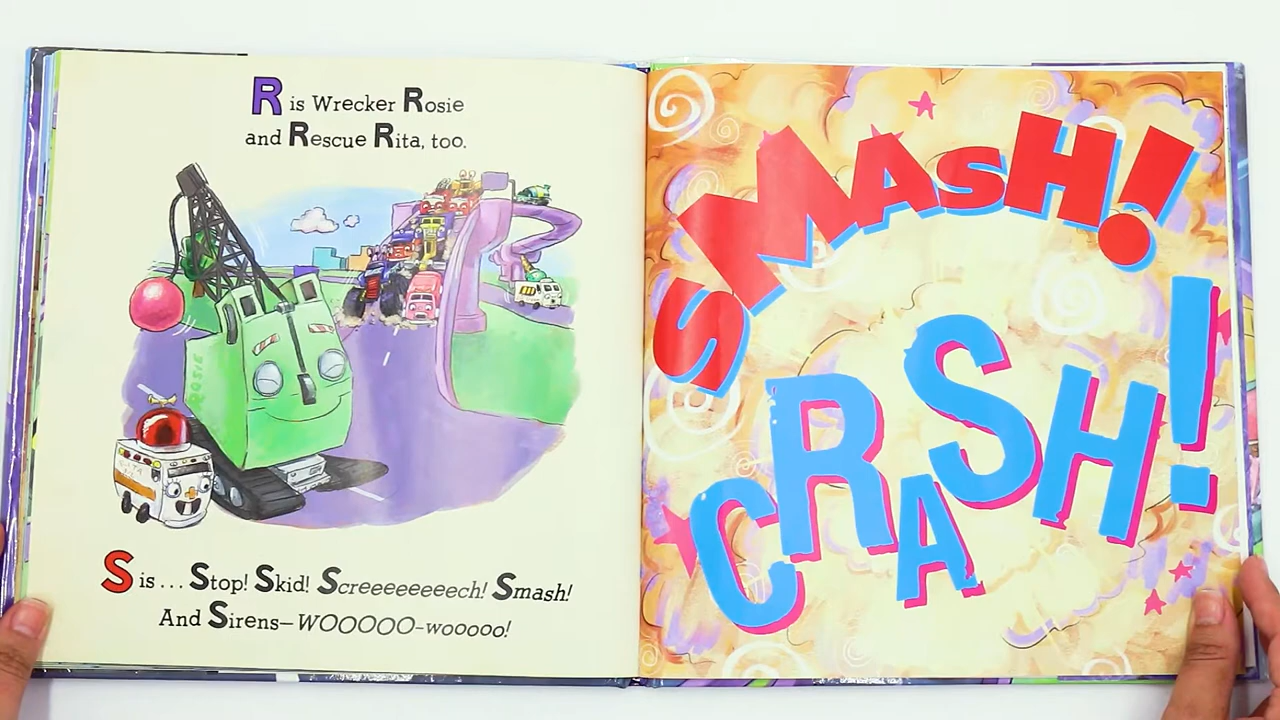 R is Wrecker Rosie
and Rescue Rita, too.
ROSIE
S is... Stop! Skid! Screeeeeeeech! Smash!
And Sirens—WOOOOO-wooooo!
SMASH!
CRASH!